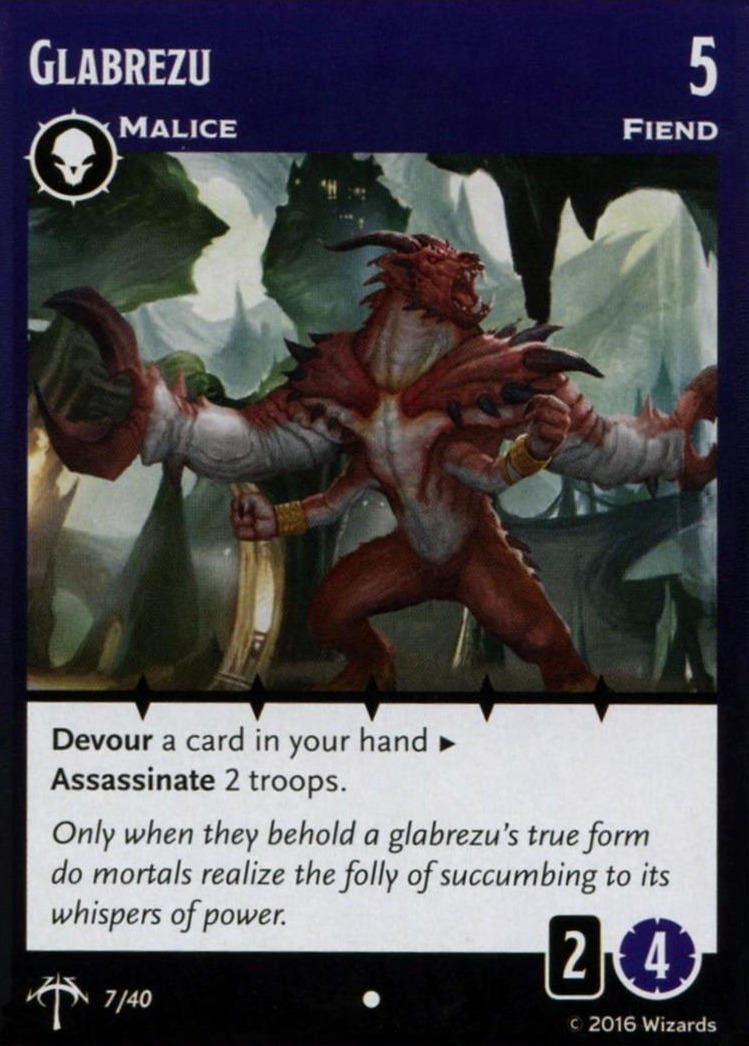 GLABREZU 5
MALICE FIEND
Devour a card in your hand ►
Assassinate 2 troops.
Only when they behold a glabrezu's true form
do mortals realize the folly of succumbing to its
whispers of power.
2 4
7/40
© 2016 Wizards